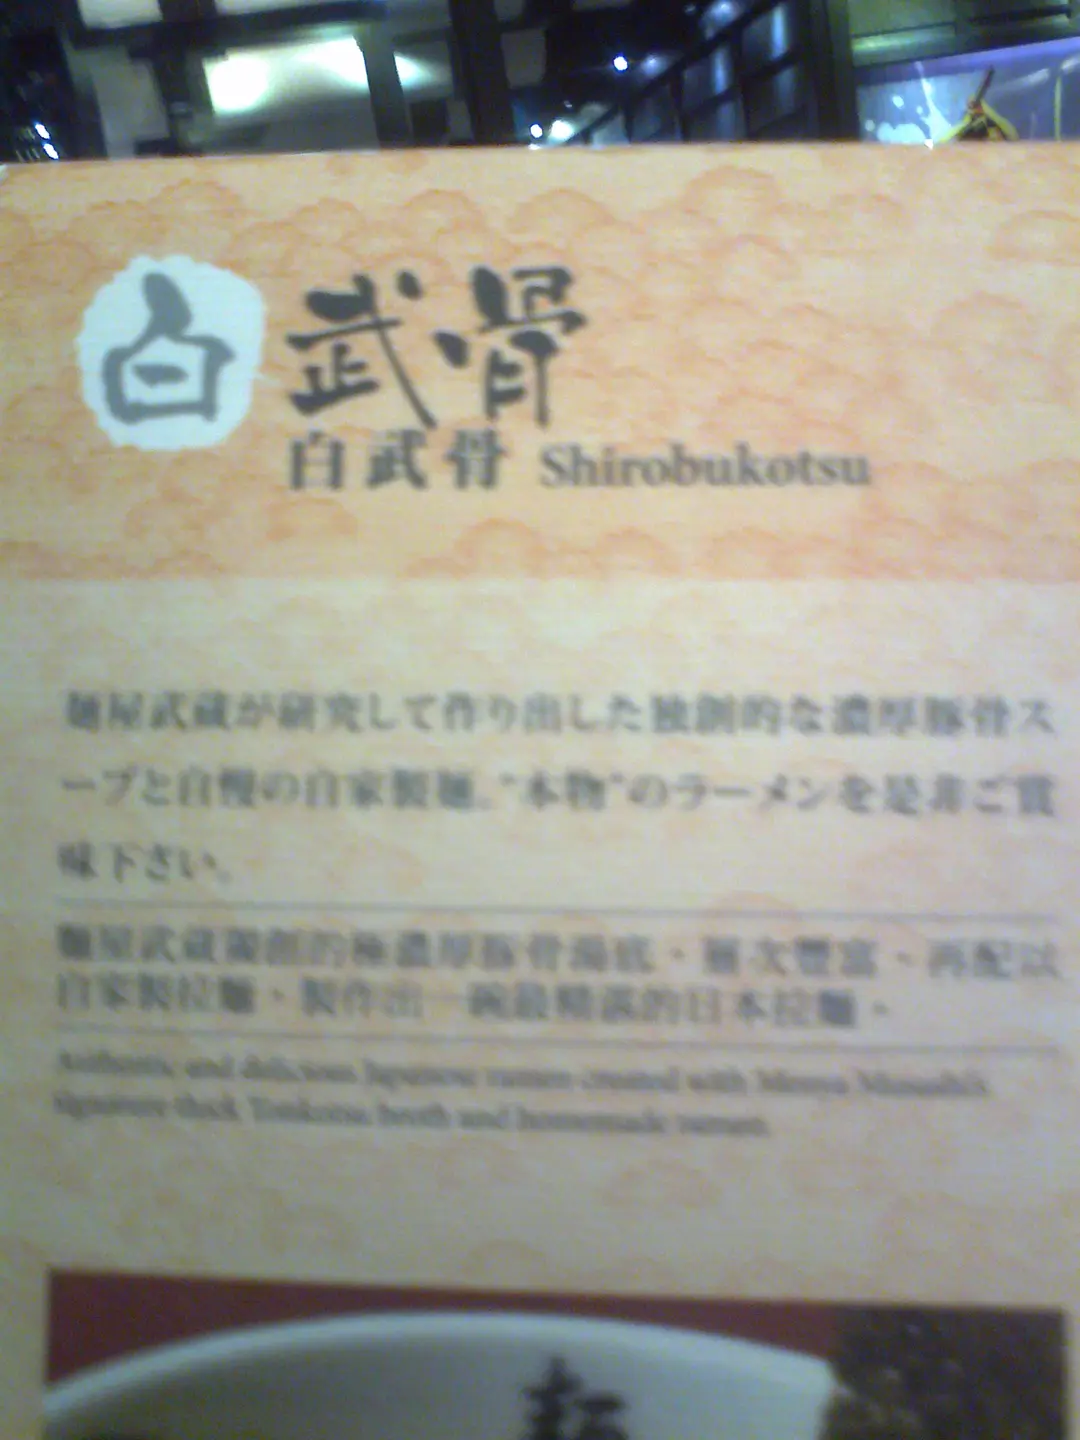 白武骨
白武骨 Shirobukotsu
麺屋武蔵が研究して作り出した独創的な濃厚豚骨ス
ープと自慢の自家製麺。“本物”のラーメンを是非ご賞
味下さい。
麵屋武蔵獨創的極濃厚豚骨湯底、層次豐富、再配以
自家製拉麵、製作出一碗最精湛的日本拉麵。
Authentic and delicious Japanese ramen created with Menya Musashi's
signature thick Tonkotsu broth and homemade ramen.
麺